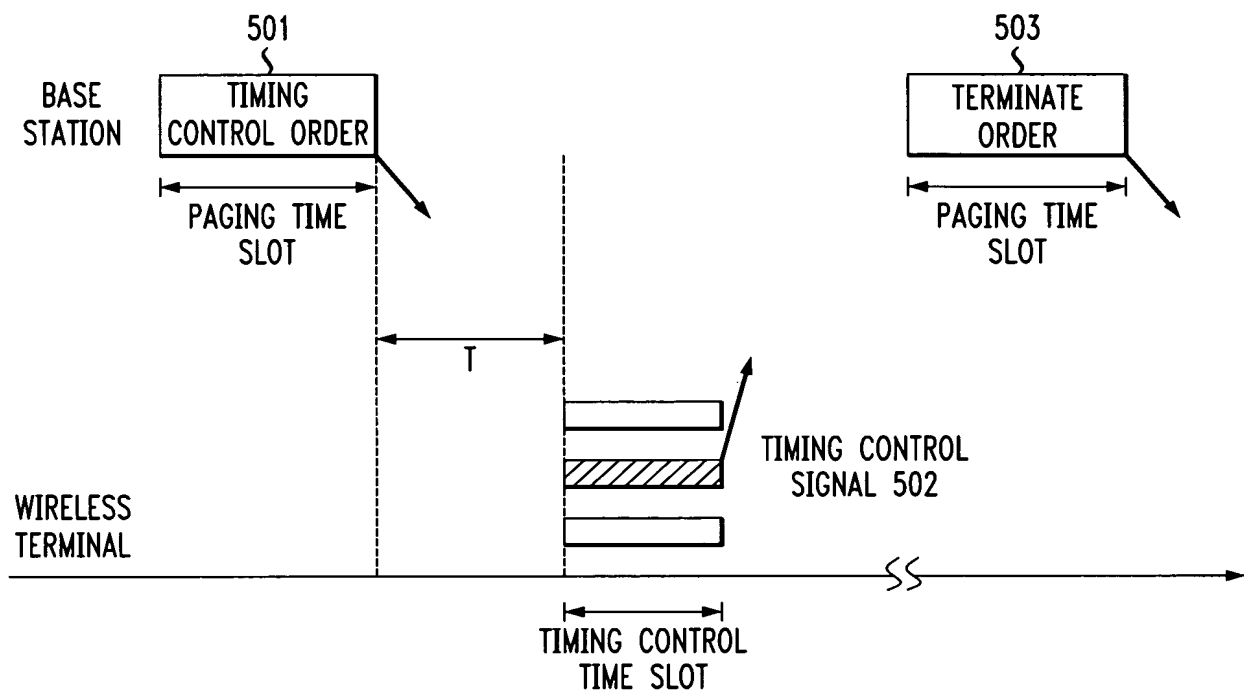 501
503
BASE
STATION
TIMING
CONTROL ORDER
TERMINATE
ORDER
PAGING TIME
SLOT
PAGING TIME
SLOT
T
TIMING CONTROL
SIGNAL 502
WIRELESS
TERMINAL
TIMING CONTROL
TIME SLOT